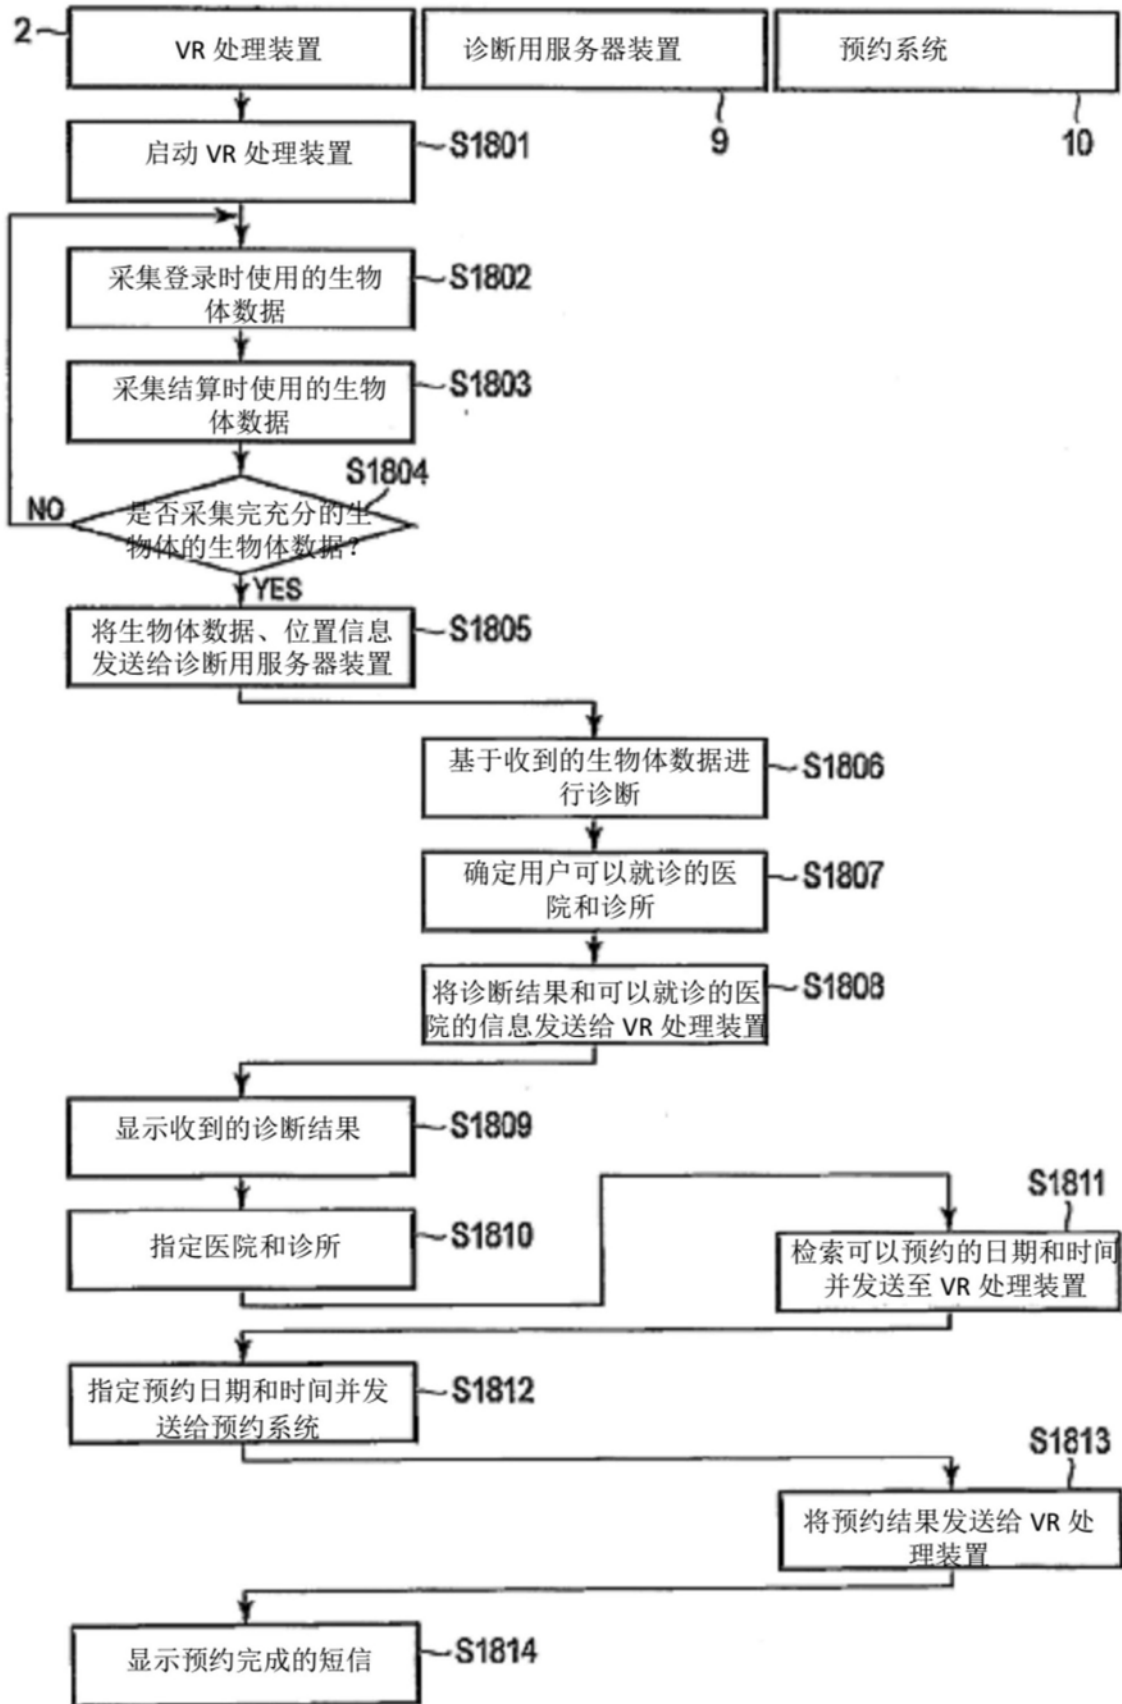 2
VR 处理装置
诊断用服务器装置
预约系统
9
10
启动 VR 处理装置
S1801
采集登录时使用的生物
体数据
S1802
采集结算时使用的生物
体数据
S1803
S1804
NO
是否采集完充分的生
物体的生物体数据？
YES
将生物体数据、位置信息
发送给诊断用服务器装置
S1805
基于收到的生物体数据进
行诊断
S1806
确定用户可以就诊的医
院和诊所
S1807
将诊断结果和可以就诊的医
院的信息发送给 VR 处理装置
S1808
显示收到的诊断结果
S1809
指定医院和诊所
S1810
S1811
检索可以预约的日期和时间
并发送至 VR 处理装置
指定预约日期和时间并发
送给预约系统
S1812
S1813
将预约结果发送给 VR 处
理装置
显示预约完成的短信
S1814